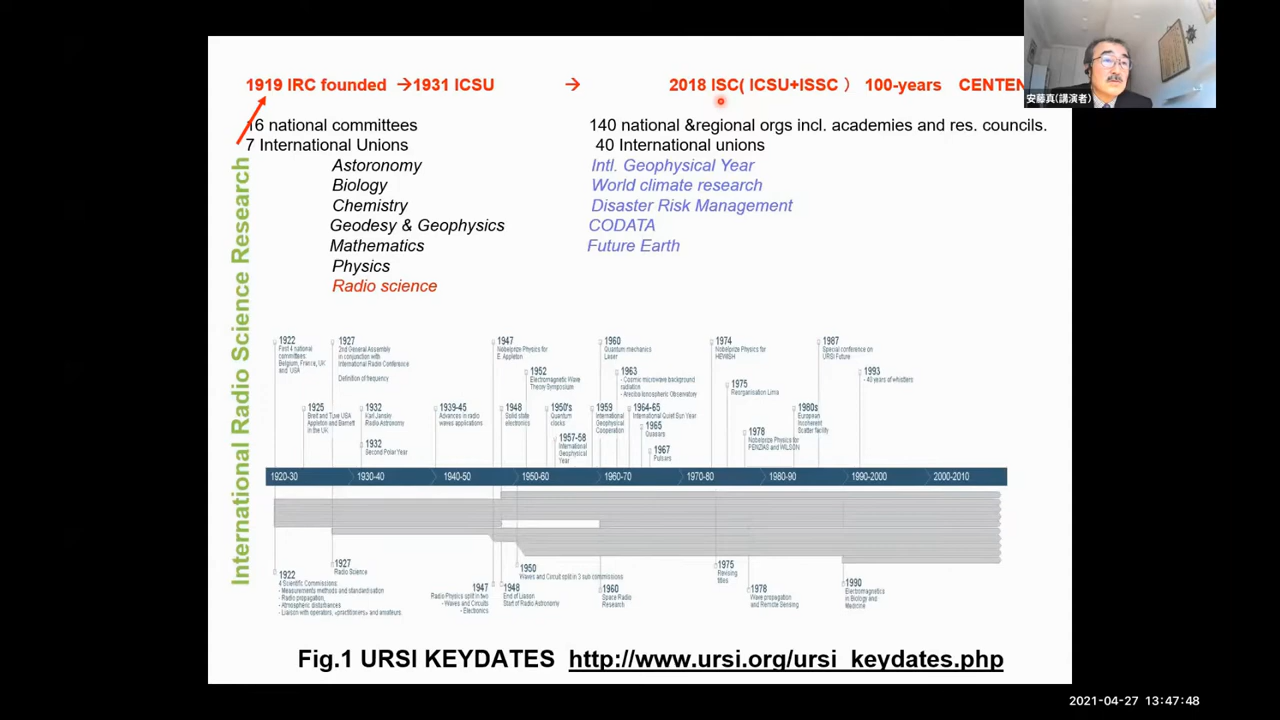 1919 IRC founded →1931 ICSU → 2018 ISC( ICSU+ISSC ） 100-years CENTEN
安藤真(講演者)
16 national committees
7 International Unions
Astoronomy
Biology
Chemistry
Geodesy & Geophysics
Mathematics
Physics
Radio science
140 national &regional orgs incl. academies and res. councils.
40 International unions
Intl. Geophysical Year
World climate research
Disaster Risk Management
CODATA
Future Earth
International Radio Science Research
1922
First 4 national
committees:
Belgium, France, UK
and USA
1927
2nd General Assembly
in conjunction with
International Radio Conference
Definition of frequency
1947
Nobelprize Physics for
E. Appleton
1960
Quantum mechanics
Laser
1974
Nobelprize Physics for
HEWISH
1987
Special conference on
URSI Future
1952
Electromagnetic Wave
Theory Symposium
1963
- Cosmic microwave background
radiation
- Arecibo Ionospheric Observatory
1975
Reorganisation Lima
1993
- 40 years of whistlers
1925
Breit and Tuve USA
Appleton and Barnett
in the UK
1932
Karl Jansky
Radio Astronomy
1932
Second Polar Year
1939-45
Advances in radio
waves applications
1948
Solid state
electronics
1950's
Quantum
clocks
1957-58
International
Geophysical
Year
1959
International
Geophysical
Cooperation
1964-65
International Quiet Sun Year
1965
Quasars
1967
Pulsars
1978
Nobelprize Physics for
PENZIAS and WILSON
1980s
European
Incoherent
Scatter facility
1920-30 1930-40 1940-50 1950-60 1960-70 1970-80 1980-90 1990-2000 2000-2010
1922
4 Scientific Commissions
- Measurements methods and standardisation
- Radio propagation,
- Atmospheric disturbances
- Liaison with operators, «practitioners» and amateurs.
1927
Radio Science
1947
Radio Physics split in two
- Waves and Circuits
- Electronics
1948
End of Liaison
Start of Radio Astronomy
1950
Waves and Circuit split in 3 sub commissions
1960
Space Radio
Research
1975
Revising
titles
1978
Wave propagation
and Remote Sensing
1990
Electromagnetics
in Biology and
Medicine
Fig.1 URSI KEYDATES http://www.ursi.org/ursi_keydates.php
2021-04-27 13:47:48